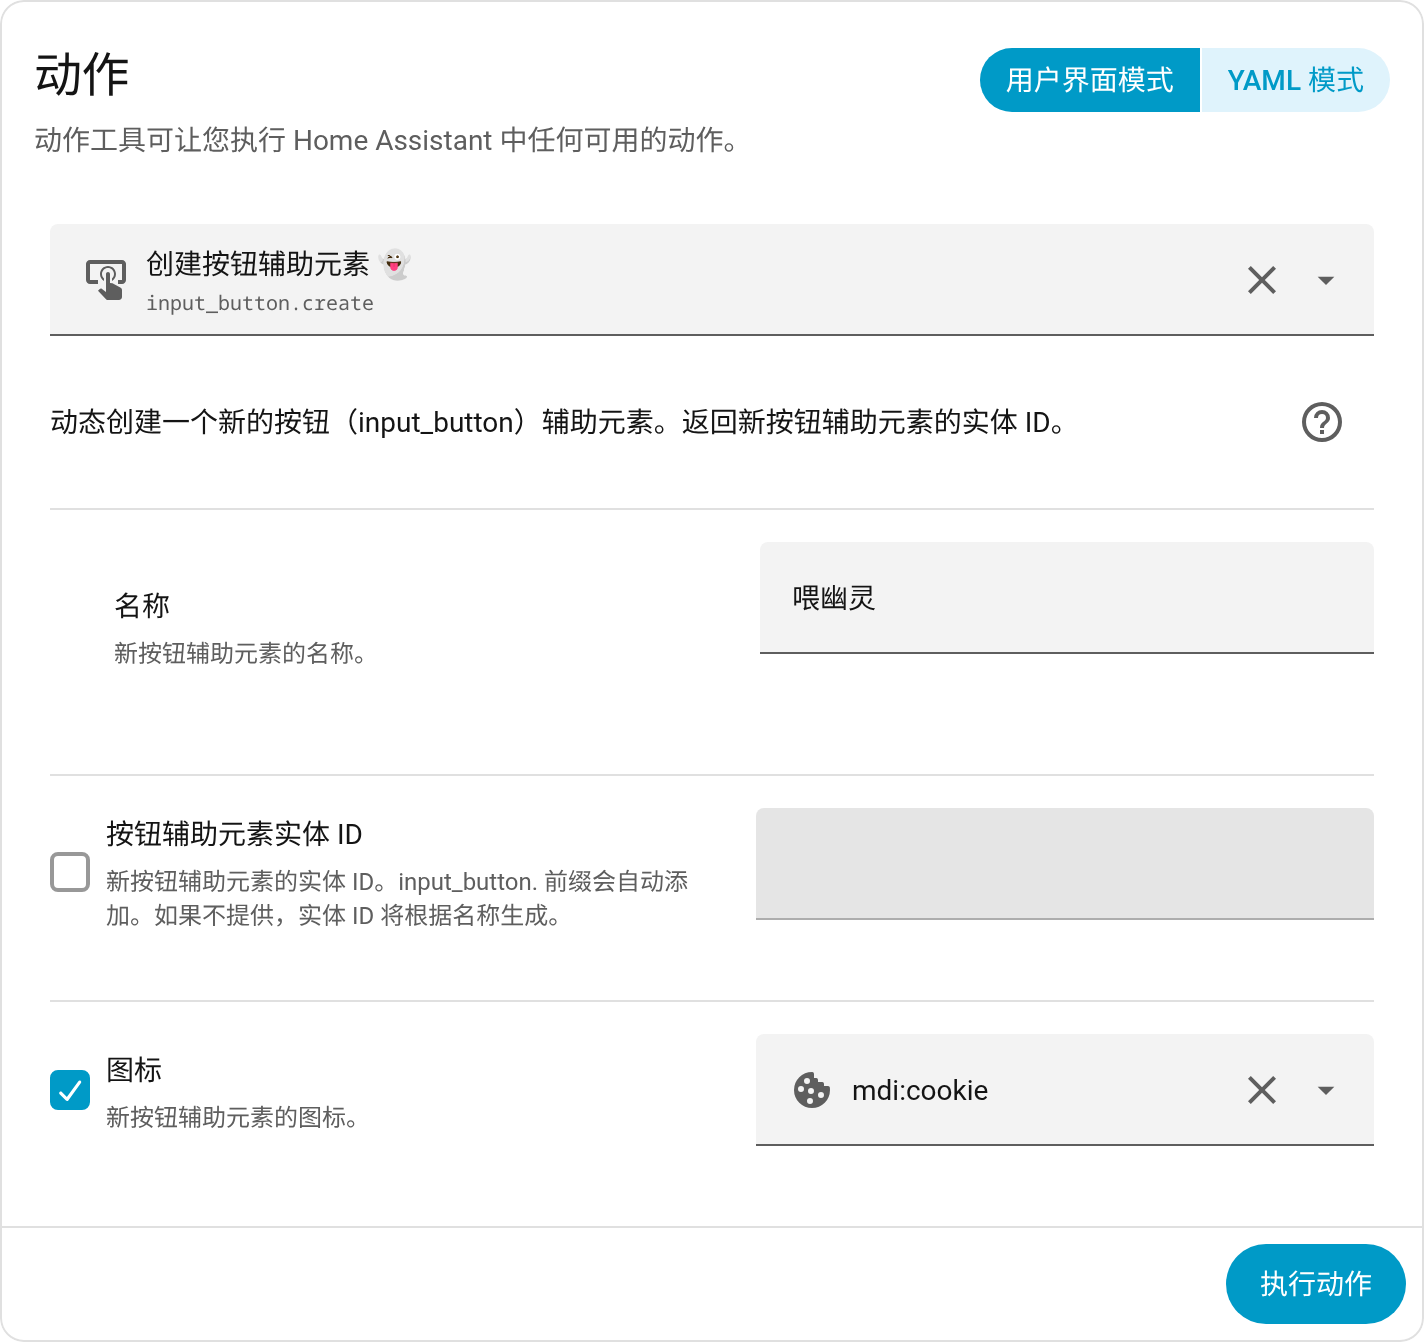 动作
用户界面模式
YAML 模式
动作工具可让您执行 Home Assistant 中任何可用的动作。
创建按钮辅助元素 👻
input_button.create
动态创建一个新的按钮（input_button）辅助元素。返回新按钮辅助元素的实体 ID。
名称
新按钮辅助元素的名称。
喂幽灵
按钮辅助元素实体 ID
新按钮辅助元素的实体 ID。input_button. 前缀会自动添
加。如果不提供，实体 ID 将根据名称生成。
图标
新按钮辅助元素的图标。
mdi:cookie
执行动作